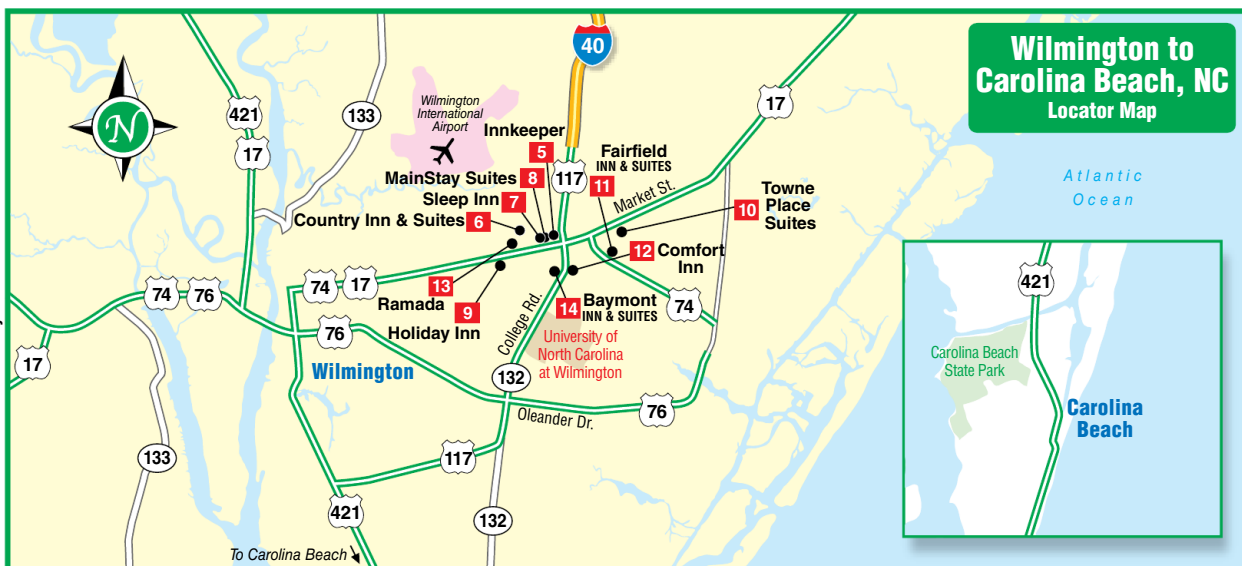 Wilmington to
Carolina Beach, NC
Locator Map
N
40
421
17
133
Wilmington
International
Airport
17
Innkeeper
5
117
Fairfield
INN & SUITES
11
Market St.
MainStay Suites 8
Sleep Inn 7
Country Inn & Suites 6
10 Towne
Place
Suites
Atlantic
Ocean
12 Comfort
Inn
13
Ramada
9
Holiday Inn
14 Baymont
INN & SUITES
74 76
74 17
76
17
Wilmington
College Rd.
University of
North Carolina
at Wilmington
74
132
Oleander Dr.
76
117
133
421
132
To Carolina Beach
421
Carolina Beach
State Park
Carolina
Beach